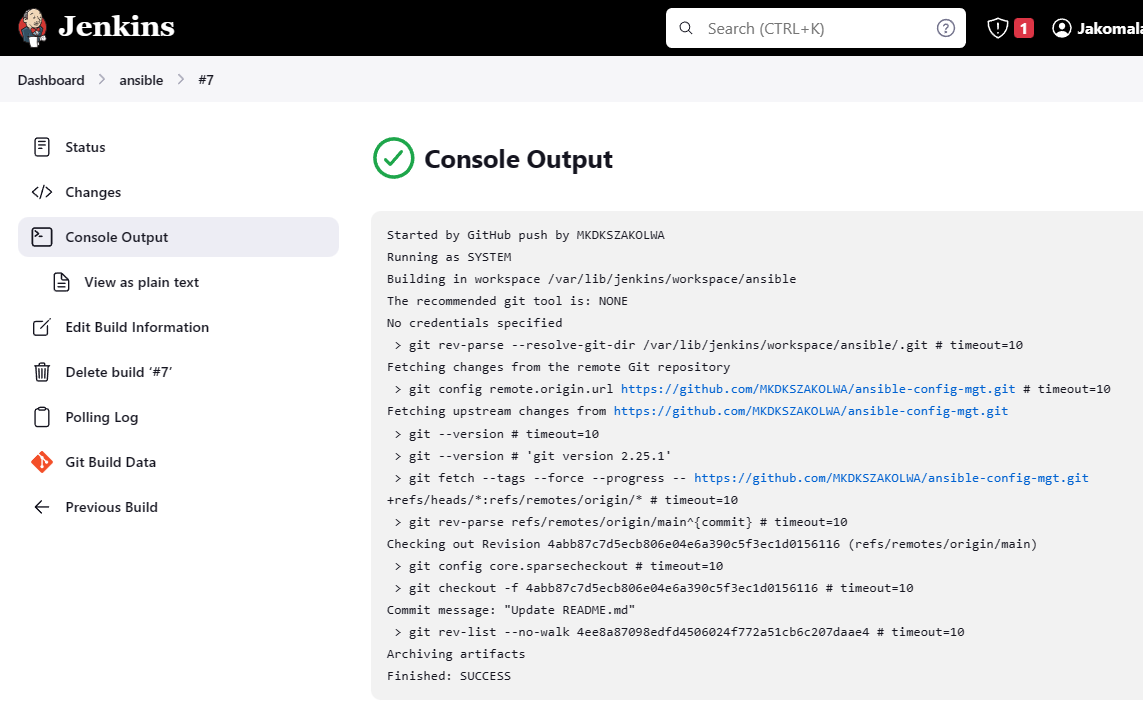 Jenkins
Search (CTRL+K)
1
Dashboard > ansible > #7
Status
Changes
Console Output
View as plain text
Edit Build Information
Delete build ‘#7’
Polling Log
Git Build Data
Previous Build
Console Output
Started by GitHub push by MKDKSZAKOLWA
Running as SYSTEM
Building in workspace /var/lib/jenkins/workspace/ansible
The recommended git tool is: NONE
No credentials specified
> git rev-parse --resolve-git-dir /var/lib/jenkins/workspace/ansible/.git # timeout=10
Fetching changes from the remote Git repository
> git config remote.origin.url https://github.com/MKDKSZAKOLWA/ansible-config-mgt.git # timeout=10
Fetching upstream changes from https://github.com/MKDKSZAKOLWA/ansible-config-mgt.git
> git --version # timeout=10
> git --version # 'git version 2.25.1'
> git fetch --tags --force --progress -- https://github.com/MKDKSZAKOLWA/ansible-config-mgt.git
+refs/heads/*:refs/remotes/origin/* # timeout=10
> git rev-parse refs/remotes/origin/main^{commit} # timeout=10
Checking out Revision 4abb87c7d5ecb806e04e6a390c5f3ec1d0156116 (refs/remotes/origin/main)
> git config core.sparsecheckout # timeout=10
> git checkout -f 4abb87c7d5ecb806e04e6a390c5f3ec1d0156116 # timeout=10
Commit message: "Update README.md"
> git rev-list --no-walk 4ee8a87098edfd4506024f772a51cb6c207daae4 # timeout=10
Archiving artifacts
Finished: SUCCESS